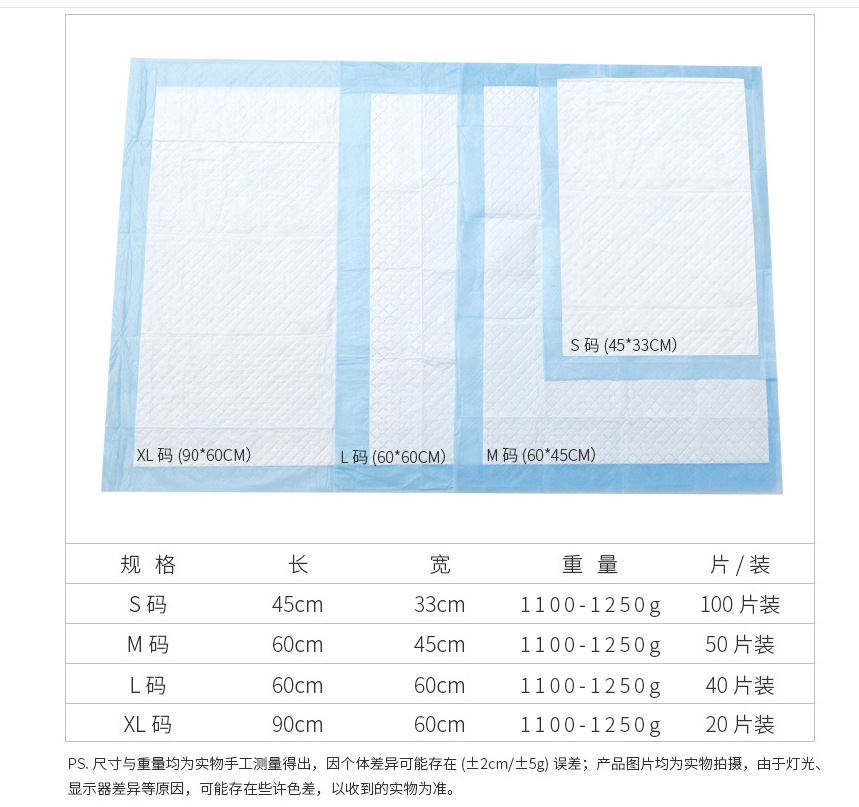 S 码 (45*33CM)
XL 码 (90*60CM)
L 码 (60*60CM)
M 码 (60*45CM)
规 格 长 宽 重 量 片 / 装
S 码 45cm 33cm 1100-1250g 100 片装
M 码 60cm 45cm 1100-1250g 50 片装
L 码 60cm 60cm 1100-1250g 40 片装
XL 码 90cm 60cm 1100-1250g 20 片装
PS. 尺寸与重量均为实物手工测量得出，因个体差异可能存在 (±2cm/±5g) 误差；产品图片均为实物拍摄，由于灯光、
显示器差异等原因，可能存在些许色差，以收到的实物为准。